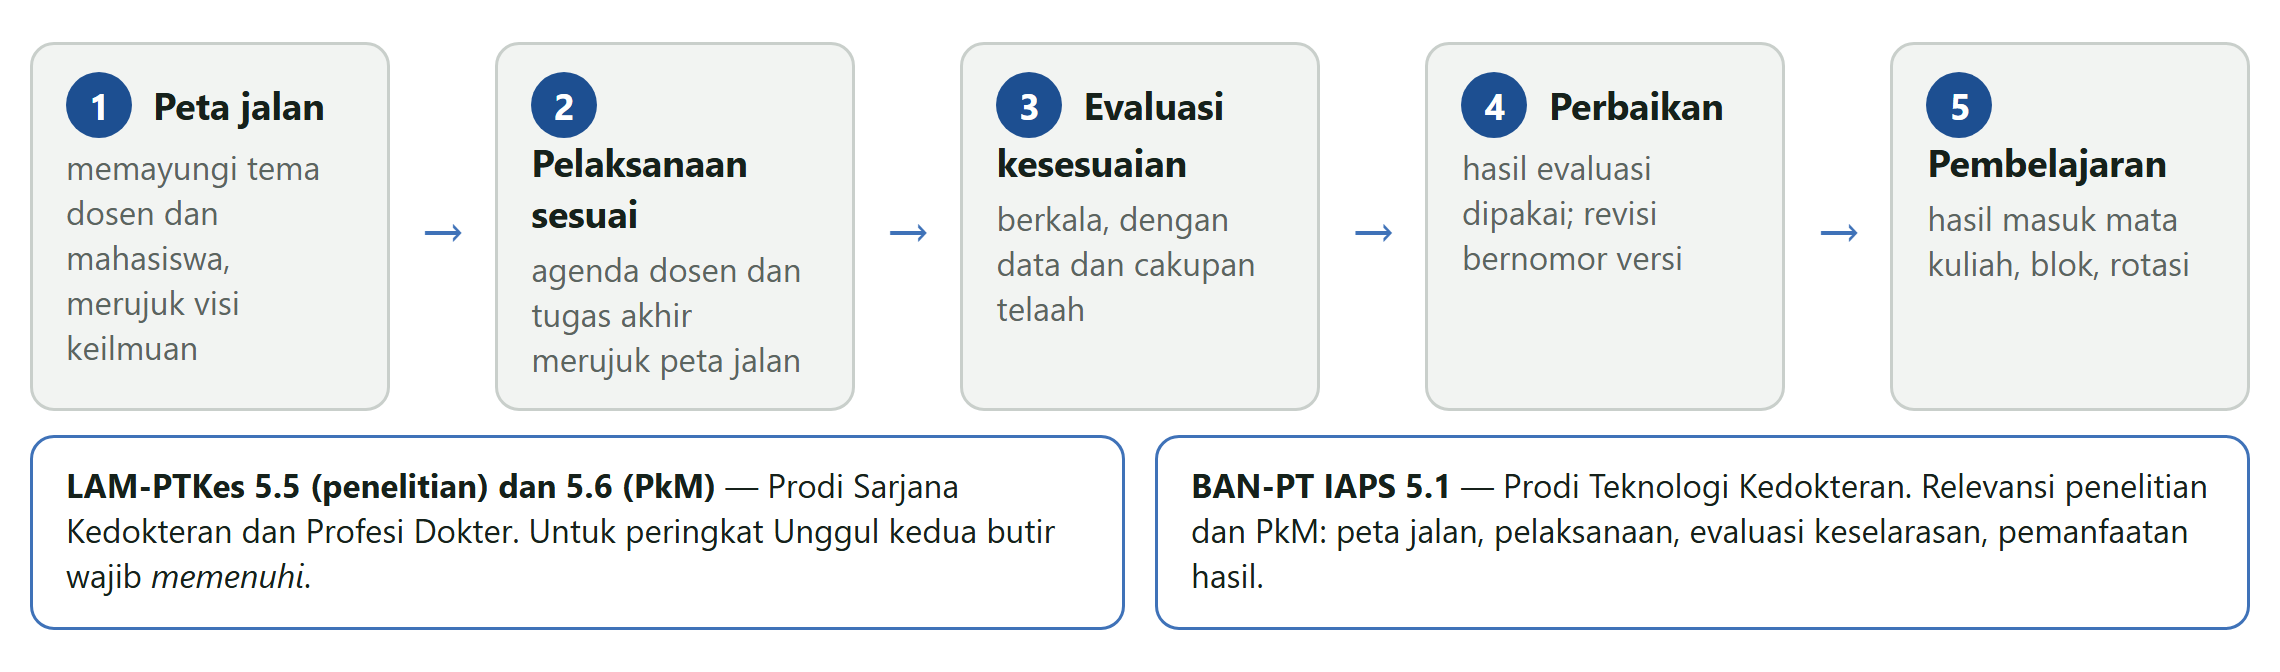 1 Peta jalan
memayungi tema
dosen dan
mahasiswa,
merujuk visi
keilmuan
→
2
Pelaksanaan
sesuai
agenda dosen dan
tugas akhir
merujuk peta jalan
→
3 Evaluasi
kesesuaian
berkala, dengan
data dan cakupan
telaah
→
4 Perbaikan
hasil evaluasi
dipakai; revisi
bernomor versi
→
5
Pembelajaran
hasil masuk mata
kuliah, blok, rotasi
LAM-PTKes 5.5 (penelitian) dan 5.6 (PkM) — Prodi Sarjana
Kedokteran dan Profesi Dokter. Untuk peringkat Unggul kedua butir
wajib memenuhi.
BAN-PT IAPS 5.1 — Prodi Teknologi Kedokteran. Relevansi penelitian
dan PkM: peta jalan, pelaksanaan, evaluasi keselarasan, pemanfaatan
hasil.